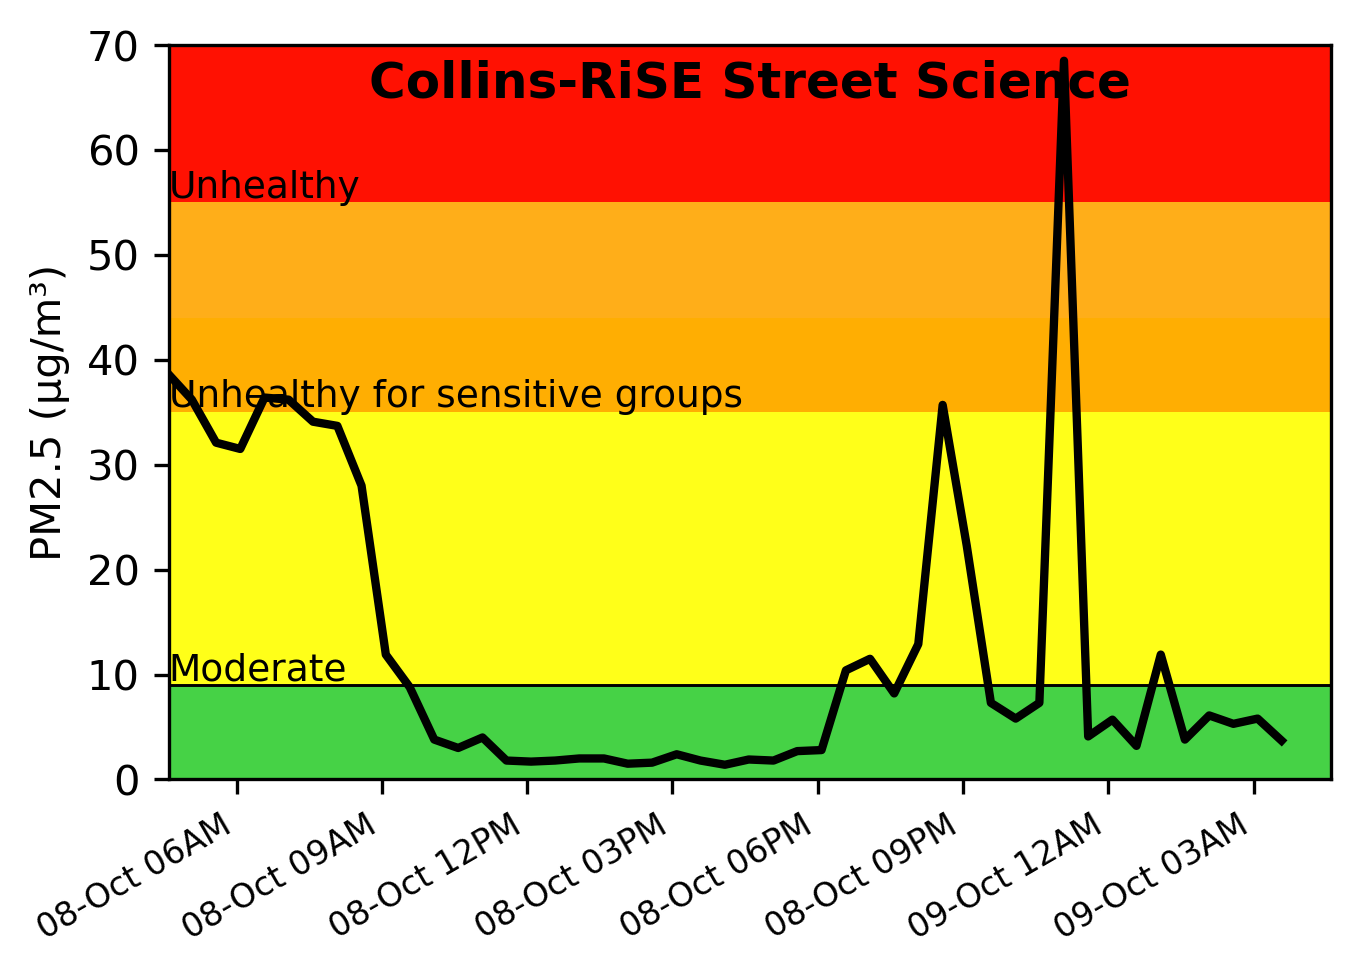 Collins-RiSE Street Science
PM2.5 (µg/m³)
70
60
50
40
30
20
10
0
Unhealthy
Unhealthy for sensitive groups
Moderate
08-Oct 06AM
08-Oct 09AM
08-Oct 12PM
08-Oct 03PM
08-Oct 06PM
08-Oct 09PM
09-Oct 12AM
09-Oct 03AM